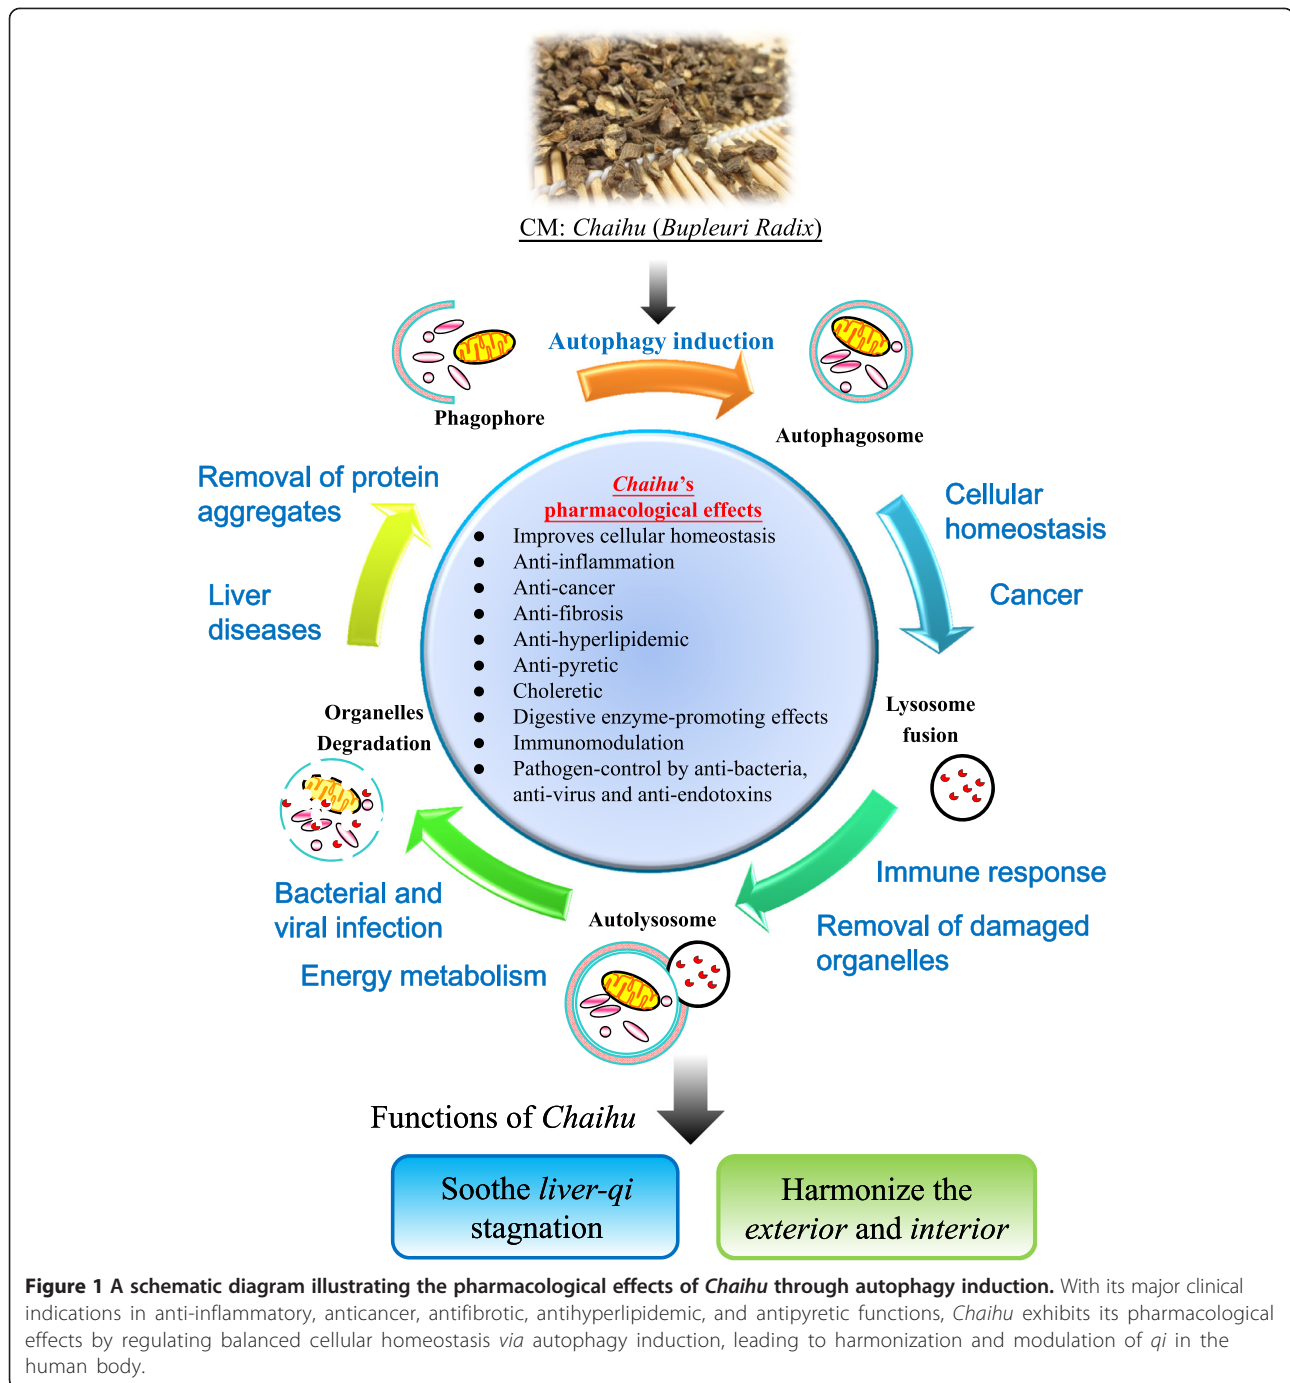 CM: Chaihu (Bupleuri Radix)
Autophagy induction
Phagophore
Autophagosome
Removal of protein
aggregates
Cellular
homeostasis
Liver
diseases
Cancer
Chaihu's
pharmacological effects
● Improves cellular homeostasis
● Anti-inflammation
● Anti-cancer
● Anti-fibrosis
● Anti-hyperlipidemic
● Anti-pyretic
● Choleretic
● Digestive enzyme-promoting effects
● Immunomodulation
● Pathogen-control by anti-bacteria,
anti-virus and anti-endotoxins
Organelles
Degradation
Lysosome
fusion
Immune response
Removal of damaged
organelles
Bacterial and
viral infection
Energy metabolism
Autolysosome
Functions of Chaihu
Soothe liver-qi
stagnation
Harmonize the
exterior and interior
Figure 1 A schematic diagram illustrating the pharmacological effects of Chaihu through autophagy induction. With its major clinical
indications in anti-inflammatory, anticancer, antifibrotic, antihyperlipidemic, and antipyretic functions, Chaihu exhibits its pharmacological
effects by regulating balanced cellular homeostasis via autophagy induction, leading to harmonization and modulation of qi in the
human body.